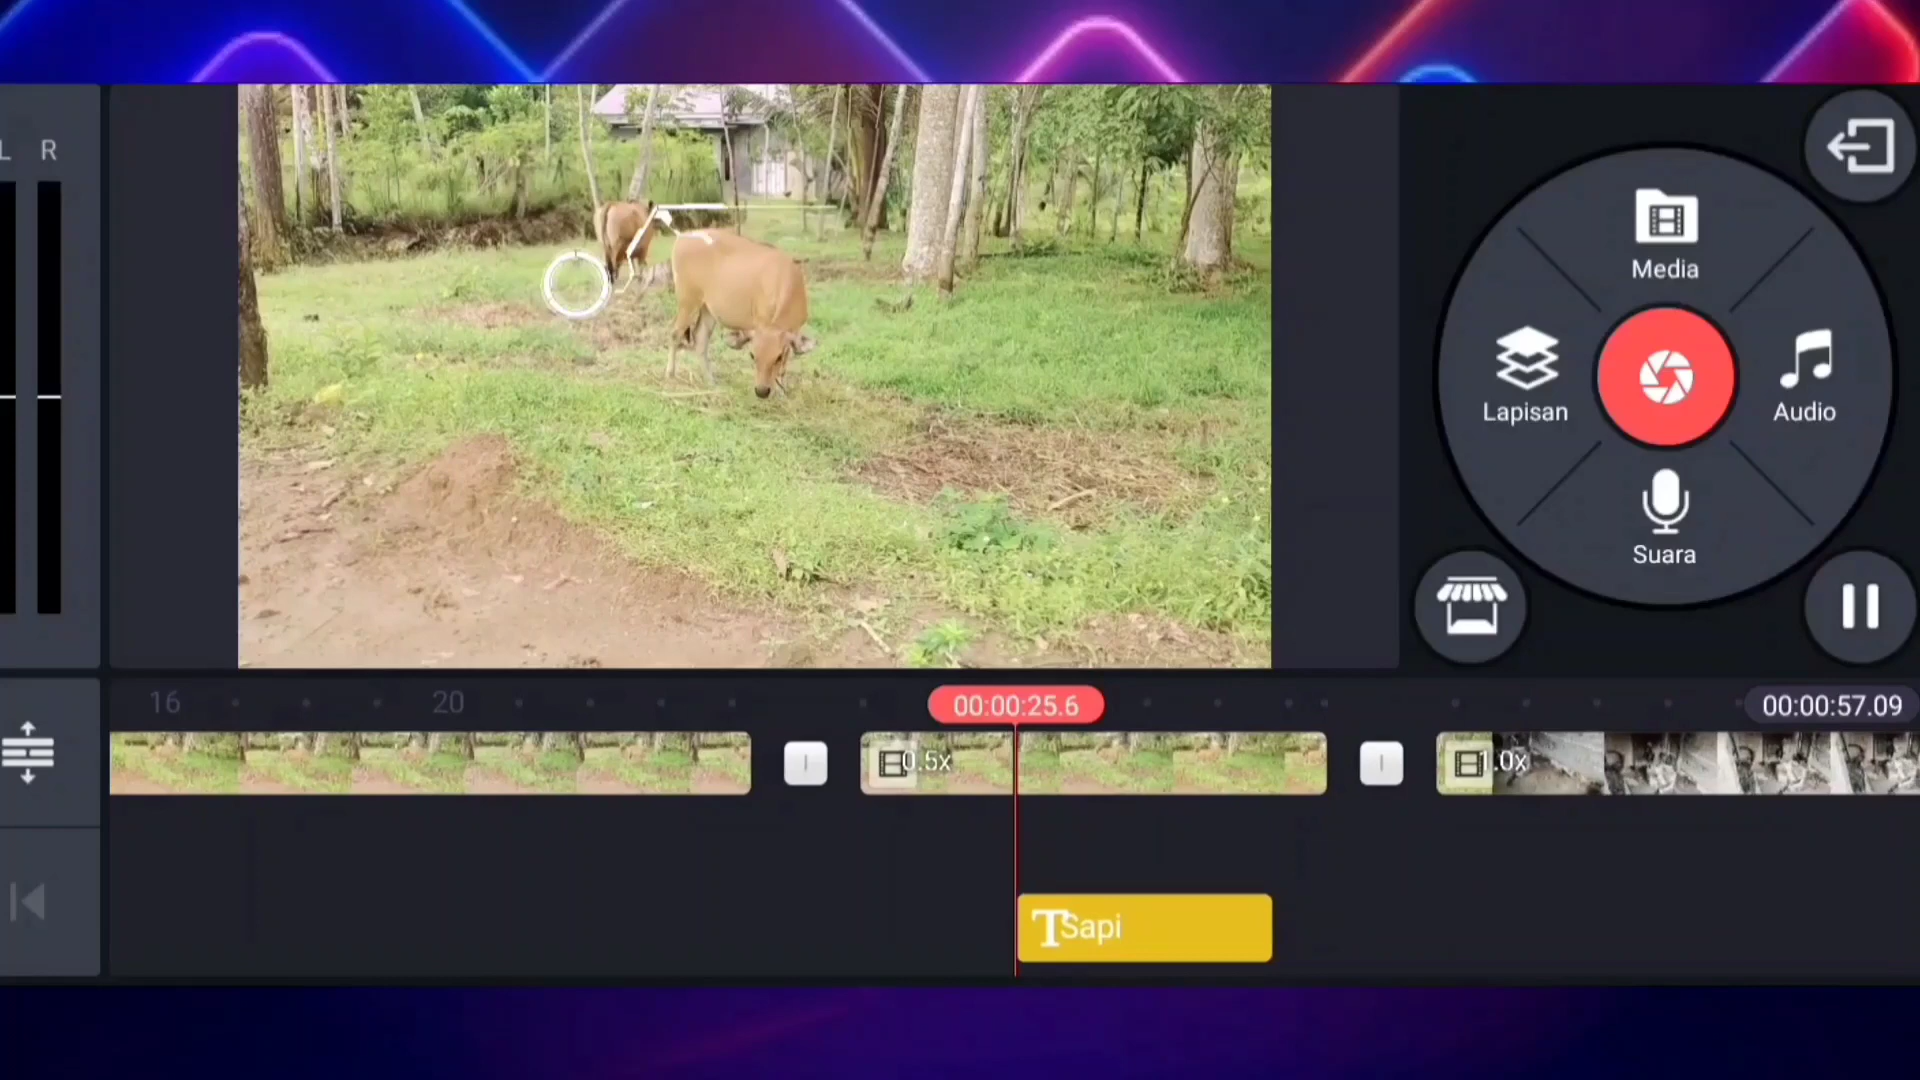 L R
Media
Lapisan
Audio
Suara
16
20
00:00:25.6
00:00:57.09
0.5x
1.0x
Sapi